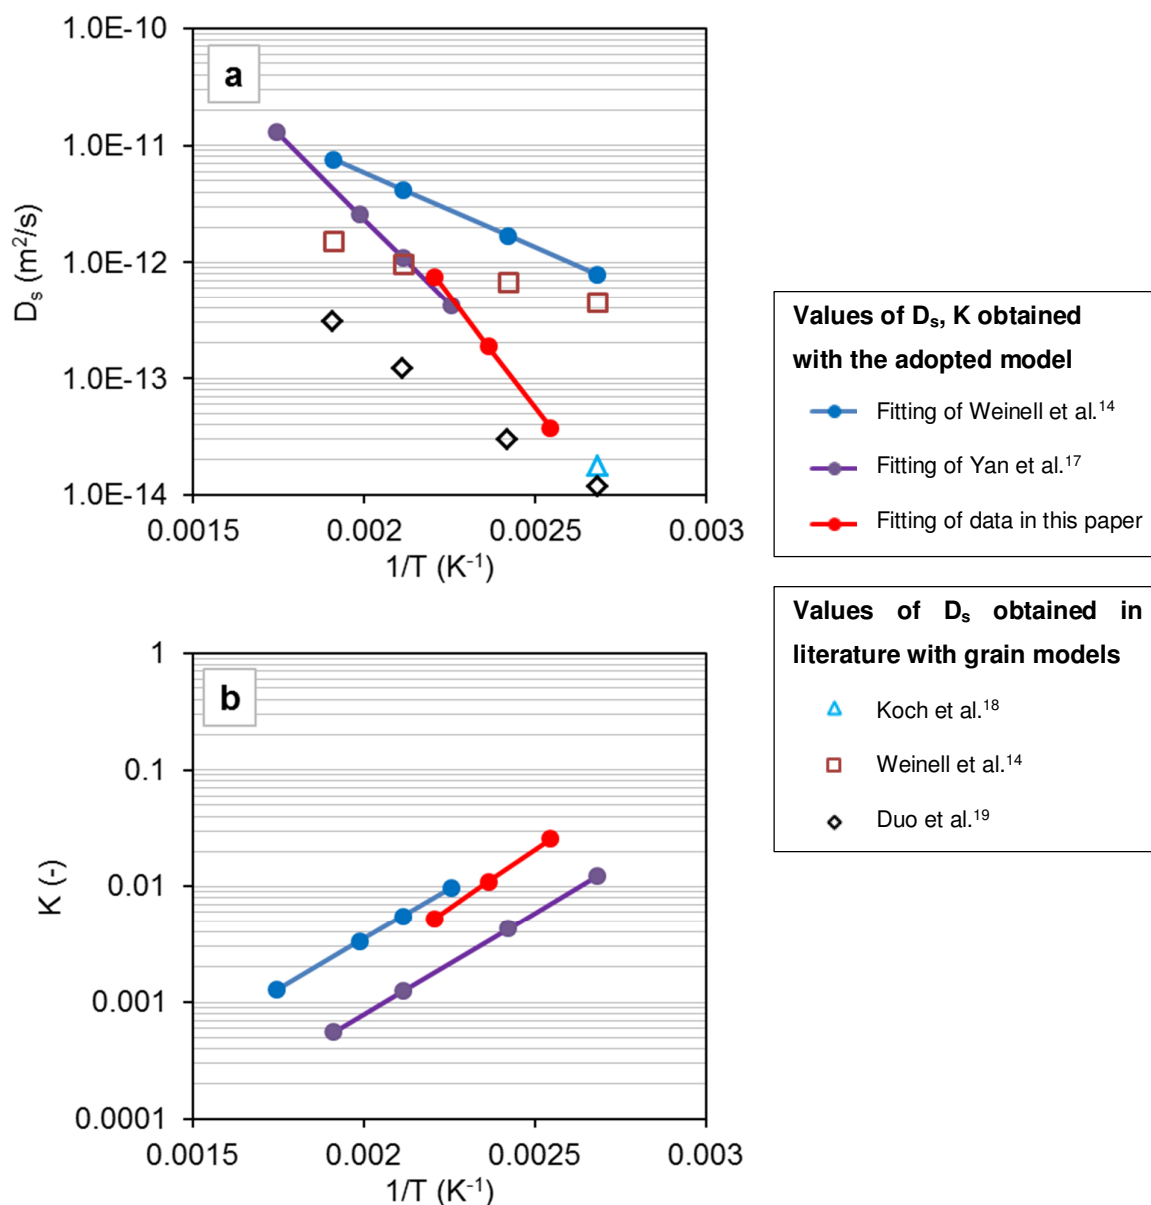 1.0E-10
a
1.0E-11
1.0E-12
1.0E-13
1.0E-14
Ds (m2/s)
0.0015 0.002 0.0025 0.003
1/T (K-1)
Values of Ds, K obtained
with the adopted model
Fitting of Weinell et al.14
Fitting of Yan et al.17
Fitting of data in this paper
Values of Ds obtained in
literature with grain models
Koch et al.18
Weinell et al.14
Duo et al.19
1
b
0.1
0.01
0.001
0.0001
K (-)
0.0015 0.002 0.0025 0.003
1/T (K-1)